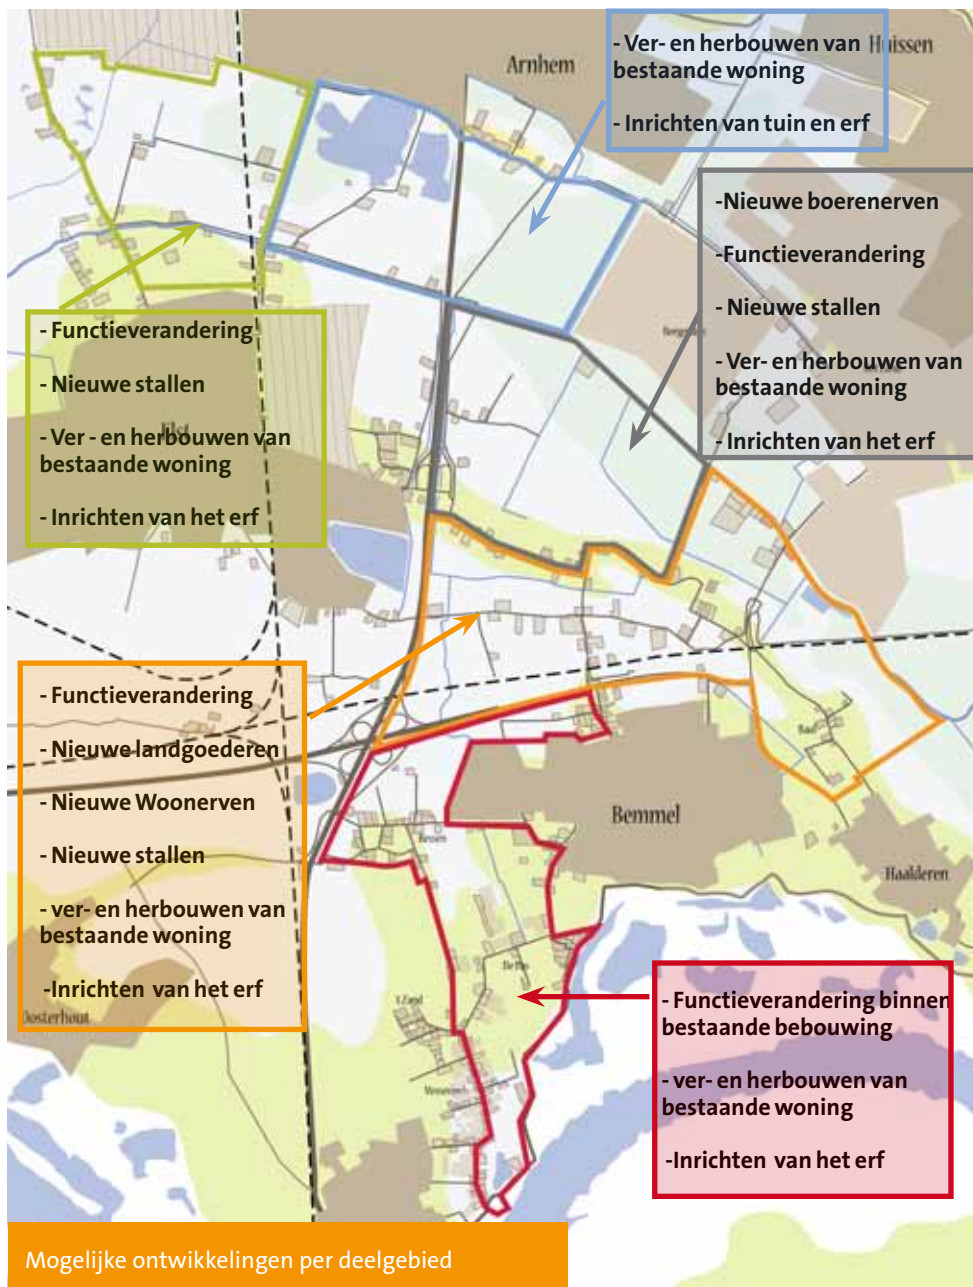 Arnhem
Huissen
- Ver- en herbouwen van
bestaande woning
- Inrichten van tuin en erf
-Nieuwe boerenerven
-Functieverandering
- Nieuwe stallen
- Ver- en herbouwen van
bestaande woning
- Inrichten van het erf
- Functieverandering
- Nieuwe stallen
- Ver - en herbouwen van
bestaande woning
- Inrichten van het erf
Elst
- Functieverandering
- Nieuwe landgoederen
- Nieuwe Woonerven
- Nieuwe stallen
- ver- en herbouwen van
bestaande woning
-Inrichten van het erf
Oosterhout
Baal
Bemmel
Haalderen
Ressen
't Zand
- Functieverandering binnen
bestaande bebouwing
- ver- en herbouwen van
bestaande woning
-Inrichten van het erf
Mogelijke ontwikkelingen per deelgebied